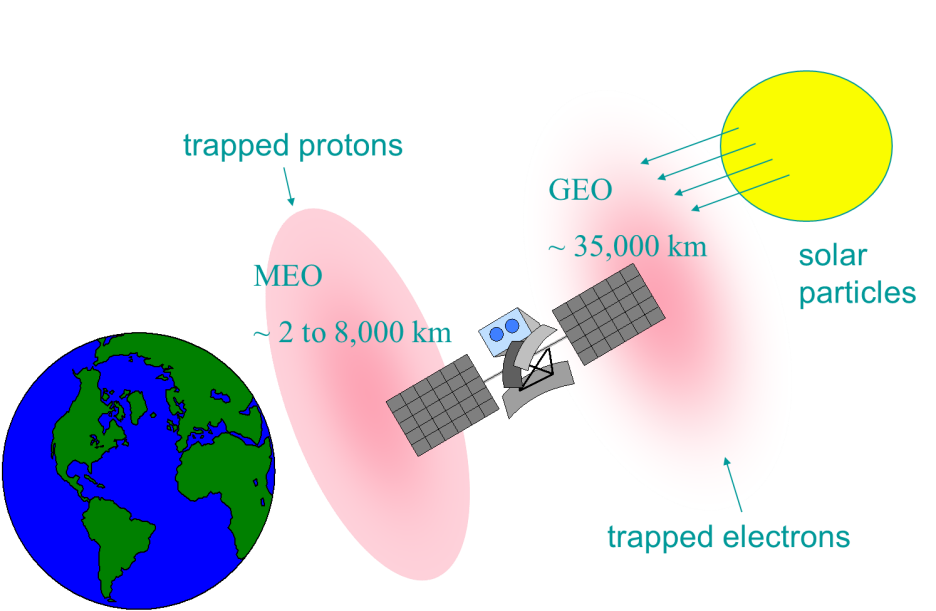 trapped protons
GEO
~ 35,000 km
solar
particles
MEO
~ 2 to 8,000 km
trapped electrons